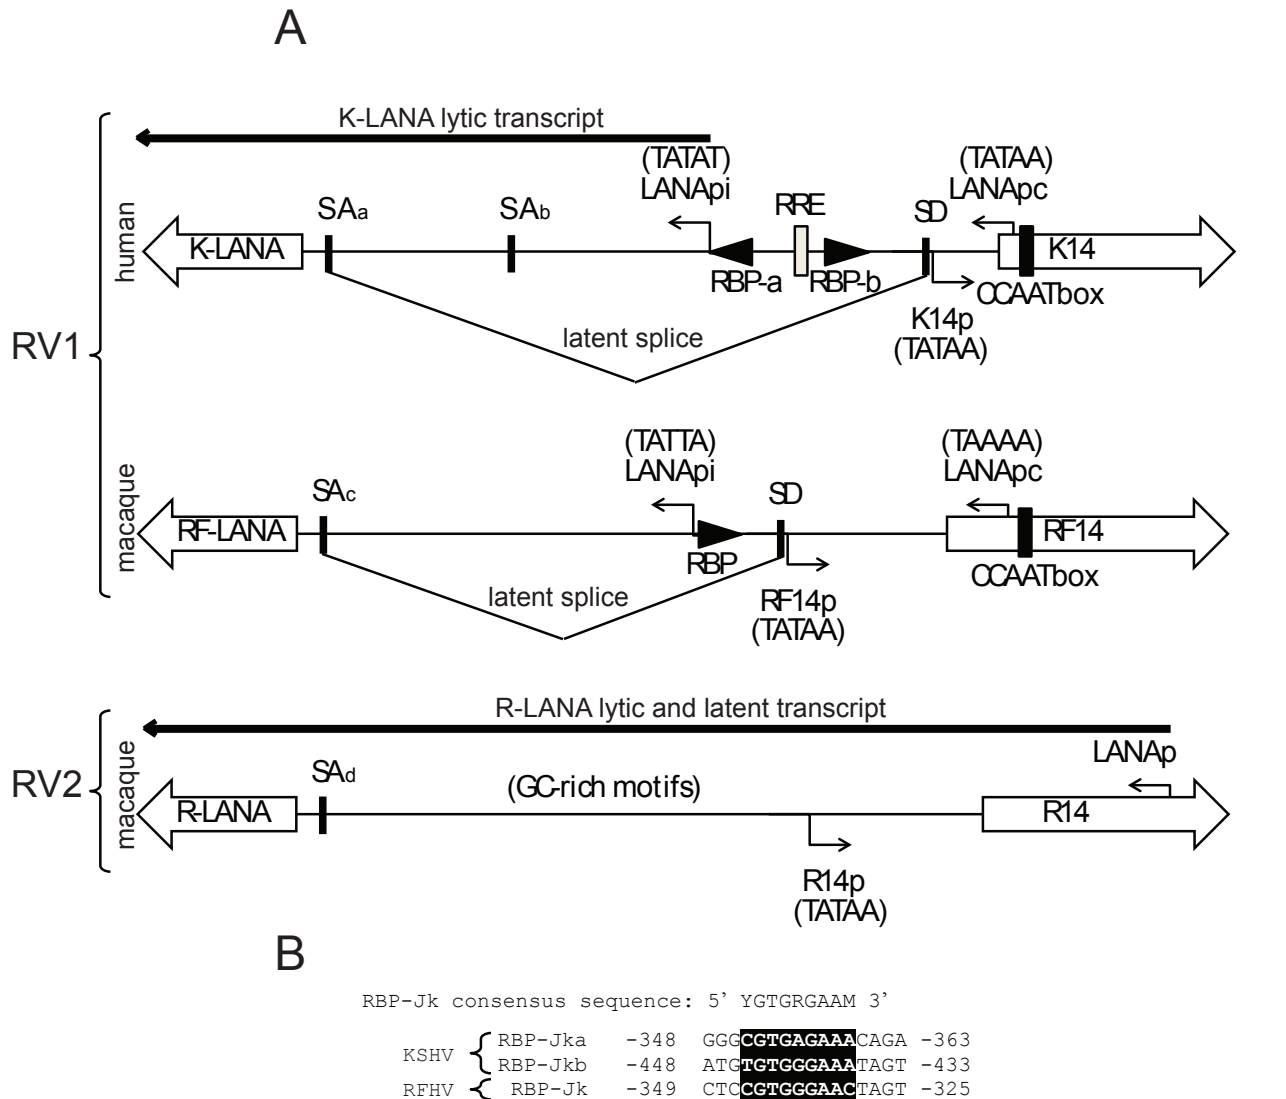 A
K-LANA lytic transcript
(TATAT) (TATAA)
LANApi LANApc
SAa SAb RRE SD
human K-LANA K14
RBP-a RBP-b CCAATbox
K14p
latent splice (TATAA)
RV1
(TATTA) (TAAAA)
LANApi LANApc
SAc SD
macaque RF-LANA RF14
RBP CCAATbox
latent splice RF14p
(TATAA)
R-LANA lytic and latent transcript
LANAp
SAd (GC-rich motifs)
RV2 macaque R-LANA R14
R14p
(TATAA)
B
RBP-Jk consensus sequence: 5' YGTGRGAAM 3'
KSHV
RBP-Jka -348 GGGCGTGAGAAACAGA -363
RBP-Jkb -448 ATGTGTGGGAAATAGT -433
RFHV RBP-Jk -349 CTCCGTGGGAACTAGT -325